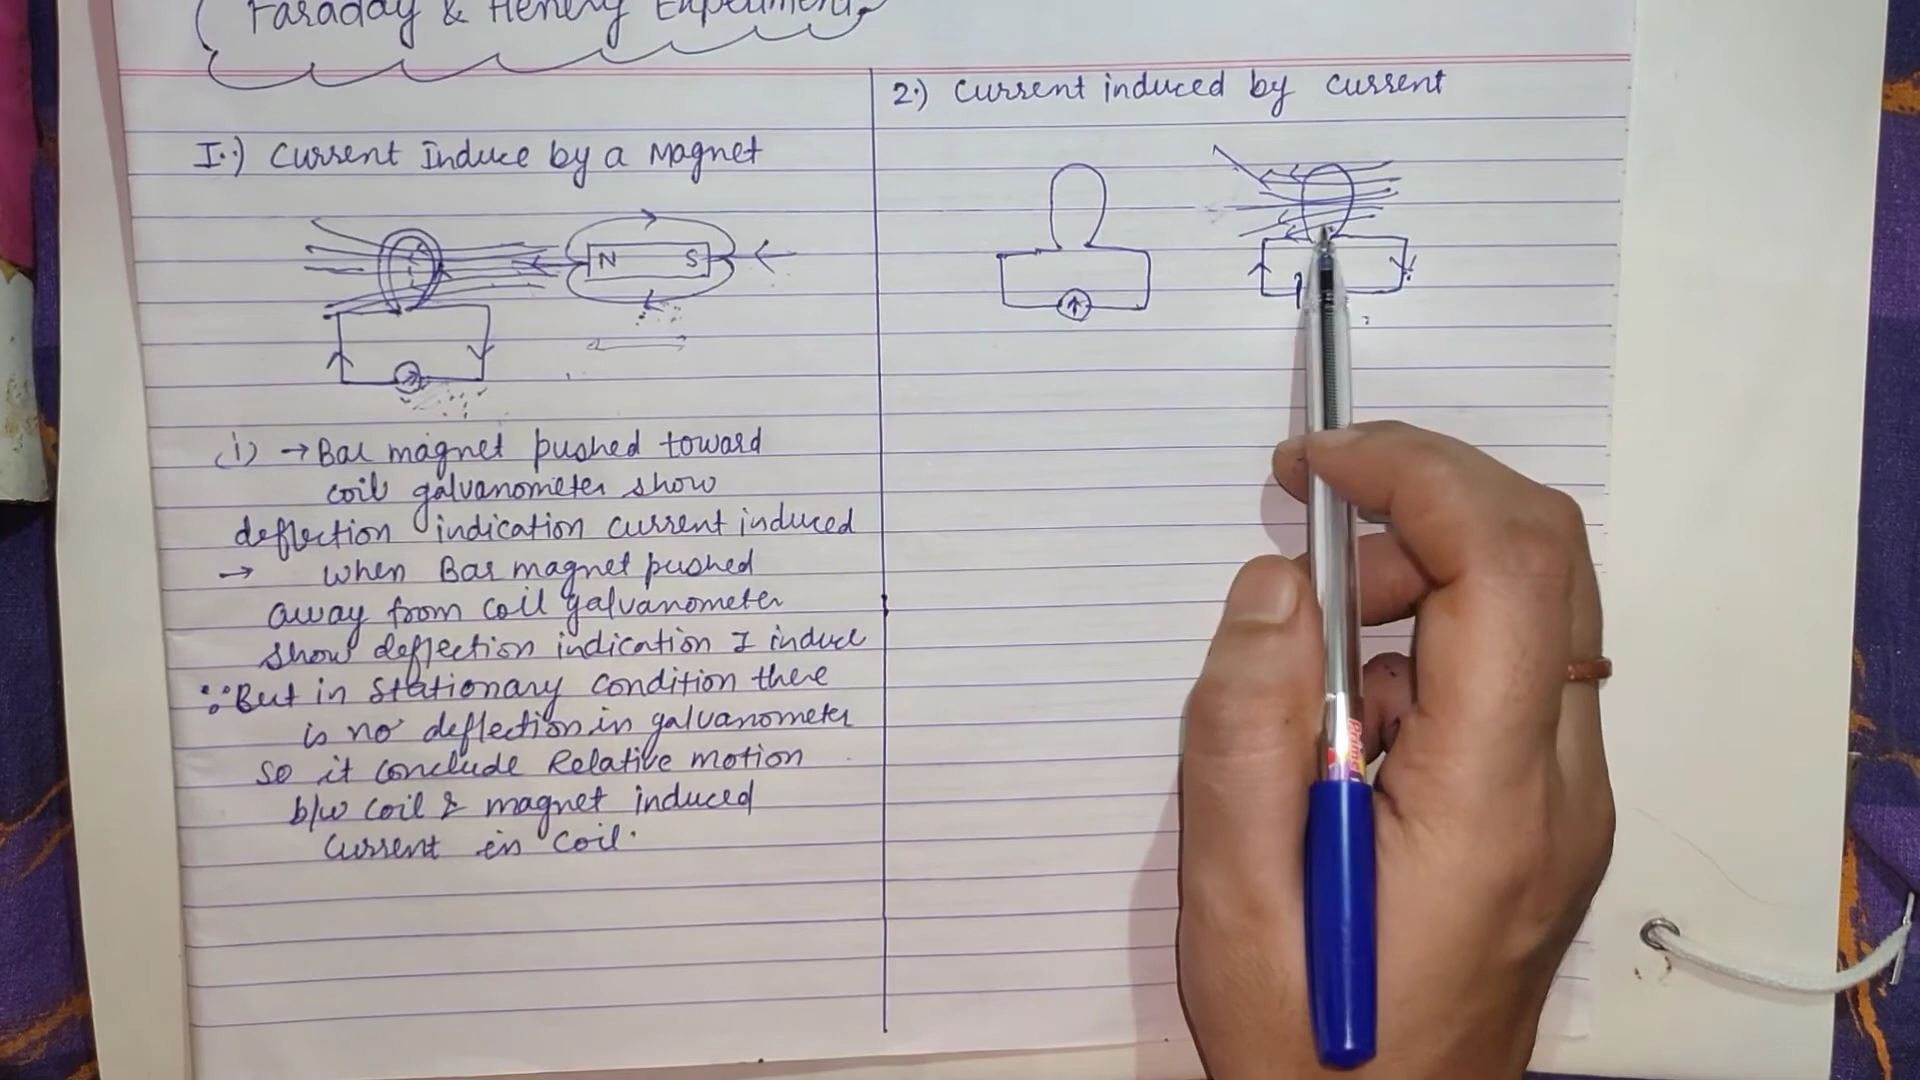 Faraday & Henry Experiment
I.) Current Induce by a Magnet
N S
(i) → Bar magnet pushed toward
coil galvanometer show
deflection indication current induced
→ when Bar magnet pushed
away from coil galvanometer
show deflection indication I induce
But in stationary condition there
is no deflection in galvanometer
so it conclude Relative motion
b/w coil & magnet induced
current in coil.
2.) Current induced by current